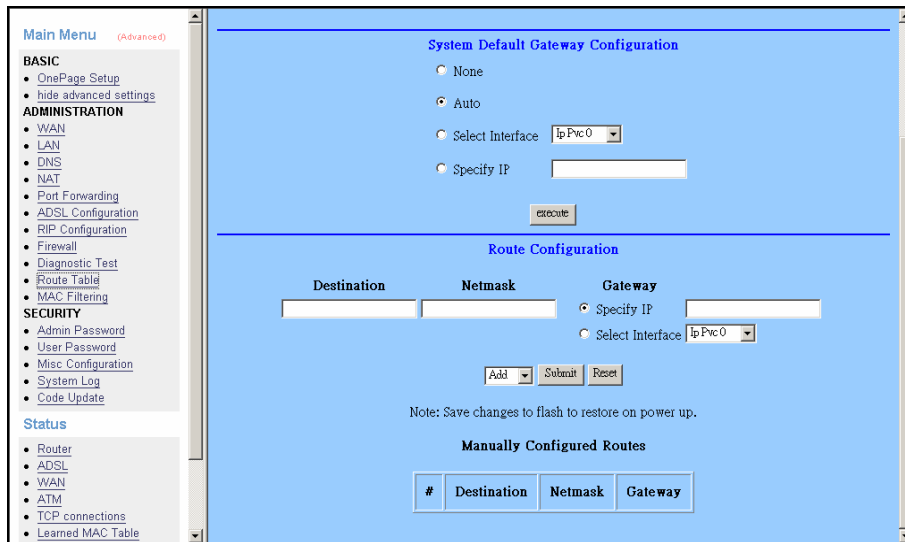 Main Menu (Advanced)
BASIC
OnePage Setup
hide advanced settings
ADMINISTRATION
WAN
LAN
DNS
NAT
Port Forwarding
ADSL Configuration
RIP Configuration
Firewall
Diagnostic Test
Route Table
MAC Filtering
SECURITY
Admin Password
User Password
Misc Configuration
System Log
Code Update
Status
Router
ADSL
WAN
ATM
TCP connections
Learned MAC Table
System Default Gateway Configuration
None
Auto
Select Interface IpPvc0
Specify IP
execute
Route Configuration
Destination Netmask Gateway
Specify IP
Select Interface IpPvc0
Add Submit Reset
Note: Save changes to flash to restore on power up.
Manually Configured Routes
# Destination Netmask Gateway